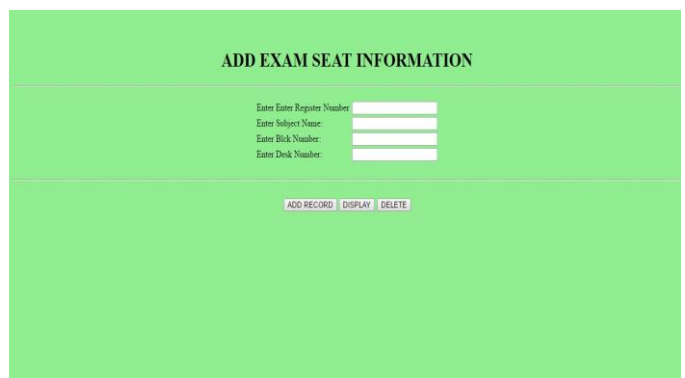 ADD EXAM SEAT INFORMATION
Enter Enter Register Number
Enter Subject Name:
Enter Blck Number:
Enter Desk Number:
ADD RECORD DISPLAY DELETE